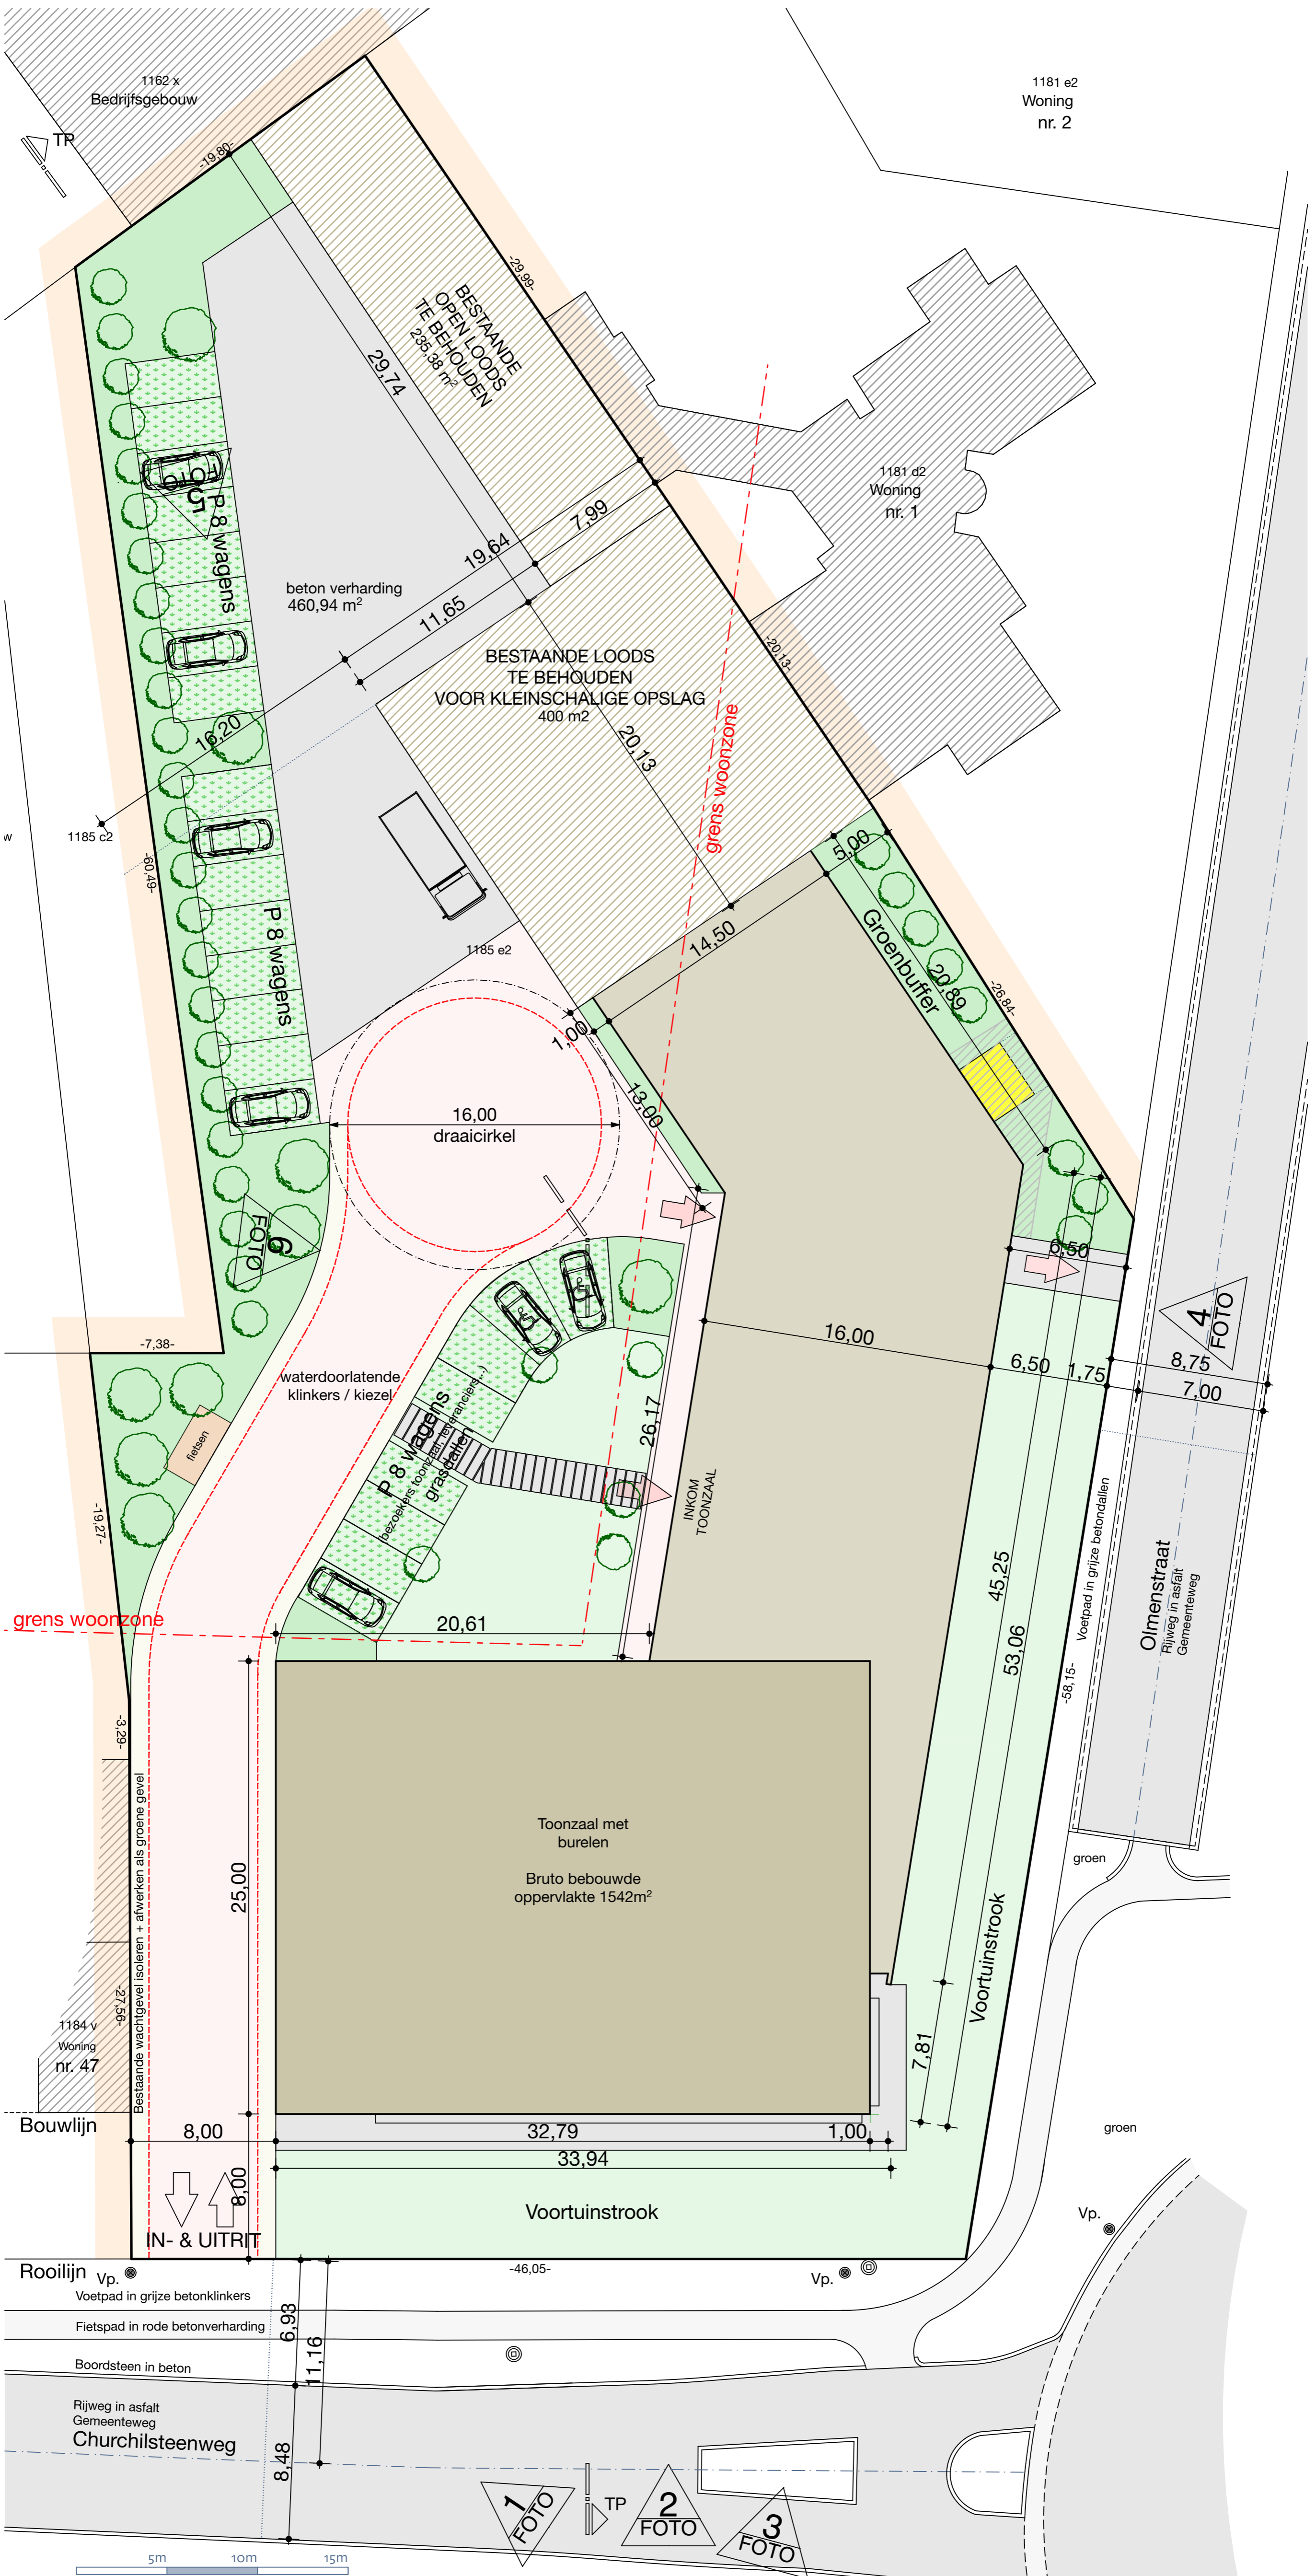 1162 x
Bedrijfsgebouw
TP
1181 e2
Woning
nr. 2
-19,80-
-29,99-
BESTAANDE
OPEN LOODS
TE BEHOUDEN
235,38 m²
29,74
1181 d2
Woning
nr. 1
FOTO
5
P 8 wagens
7,99
19,64
11,65
beton verharding
460,94 m²
BESTAANDE LOODS
TE BEHOUDEN
VOOR KLEINSCHALIGE OPSLAG
400 m2
-20,13-
20,13
grens woonzone
16,20
w
1185 c2
-60,49-
P 8 wagens
1185 e2
5,00
14,50
Groenbuffer
20,89
-26,84-
1,00
13,00
16,00
draaicirkel
6
FOTO
6,50
4
FOTO
5
5
-7,38-
16,00
6,50
1,75
8,75
7,00
waterdoorlatende
klinkers / kiezel
P 8 wagens
bezoekers toonzaal, leveranciers,..)
grasdallen
26,17
INKOM
TOONZAAL
fietsen
-19,27-
45,25
53,06
Voetpad in grijze betondallen
Olmenstraat
Rijweg in asfalt
Gemeenteweg
-58,15-
grens woonzone
20,61
-3,29-
Bestaande wachtgevel isoleren + afwerken als groene gevel
25,00
Toonzaal met
burelen
Bruto bebouwde
oppervlakte 1542m²
groen
Voortuinstrook
-27,56-
1184 v
Woning
nr. 47
7,81
Bouwlijn
8,00
32,79
1,00
33,94
groen
8,00
IN- & UITRIT
Voortuinstrook
Vp.
Rooilijn
Vp.
-46,05-
Vp.
Voetpad in grijze betonklinkers
Fietspad in rode betonverharding
6,93
11,16
Boordsteen in beton
Rijweg in asfalt
Gemeenteweg
Churchilsteenweg
8,48
1
FOTO
TP
2
FOTO
3
FOTO
5m
10m
15m